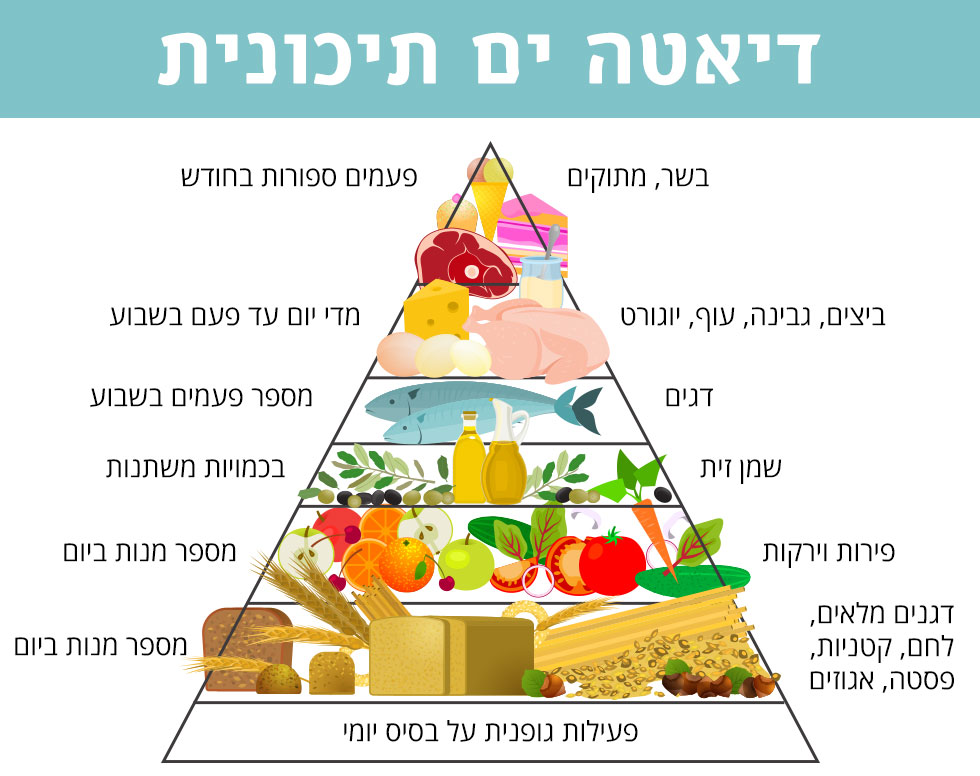 דיאטה ים תיכונית
בשר, מתוקים
פעמים ספורות בחודש
ביצים, גבינה, עוף, יוגורט
מדי יום עד פעם בשבוע
דגים
מספר פעמים בשבוע
שמן זית
בכמויות משתנות
פירות וירקות
מספר מנות ביום
דגנים מלאים,
לחם, קטניות,
פסטה, אגוזים
מספר מנות ביום
פעילות גופנית על בסיס יומי